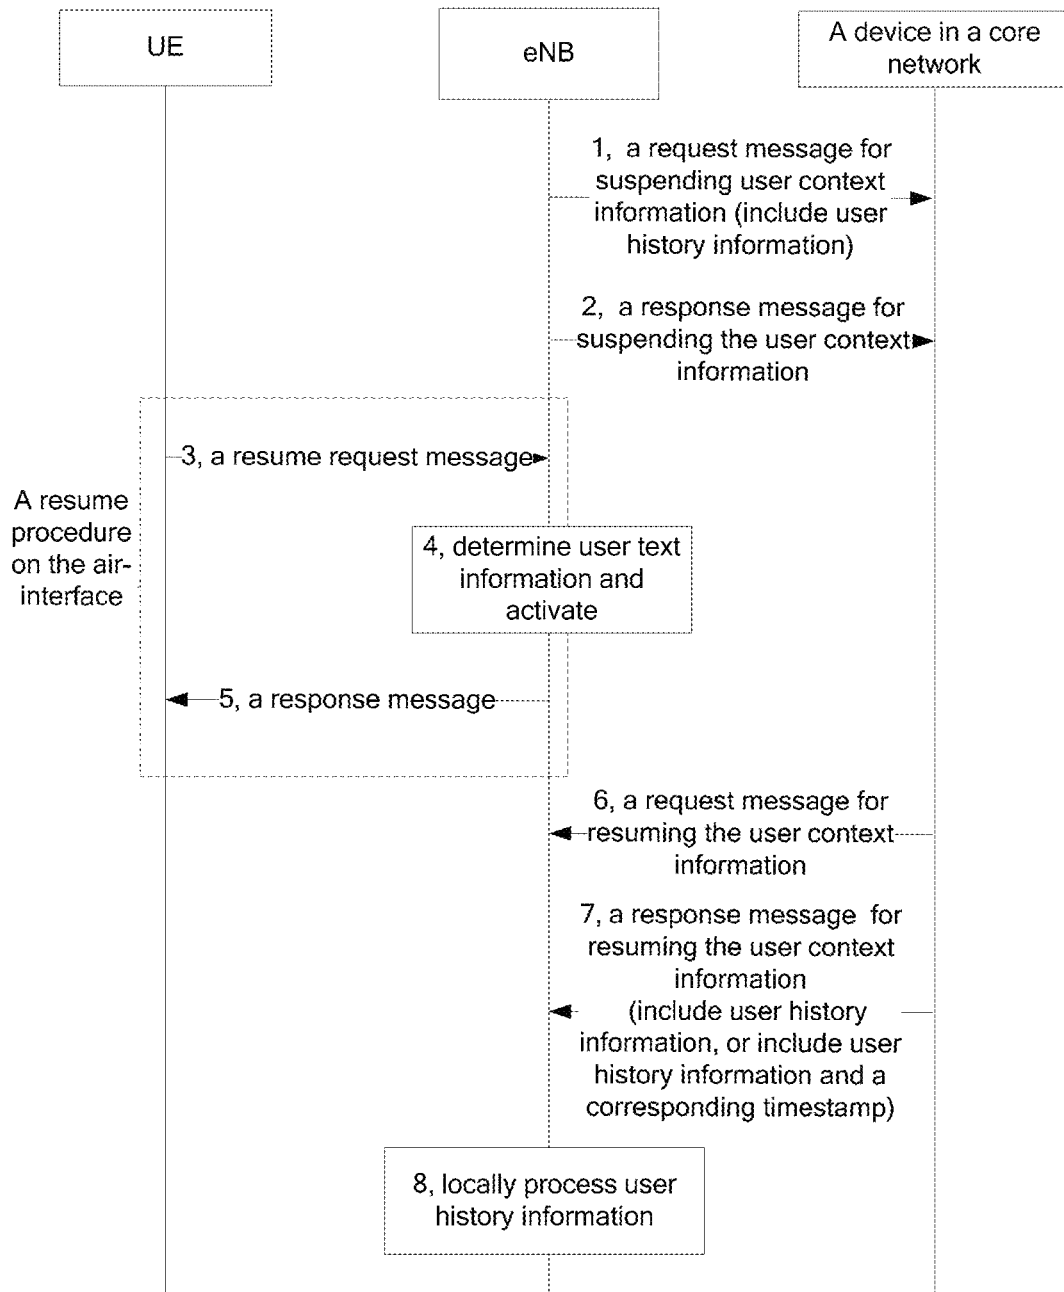 UE
eNB
A device in a core
network
1, a request message for
suspending user context
information (include user
history information)
2, a response message for
suspending the user context
information
3, a resume request message
A resume
procedure
on the air-
interface
4, determine user text
information and
activate
5, a response message
6, a request message for
resuming the user context
information
7, a response message for
resuming the user context
information
(include user history
information, or include user
history information and a
corresponding timestamp)
8, locally process user
history information